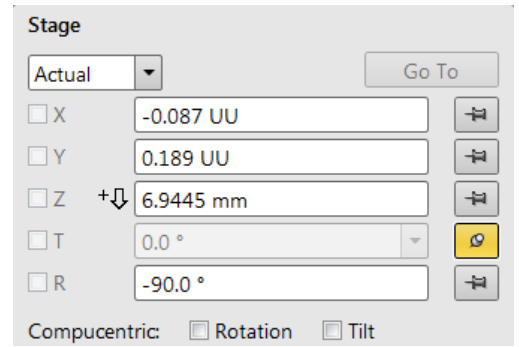 Stage
Actual Go To
X -0.087 UU
Y 0.189 UU
Z + 6.9445 mm
T 0.0 °
R -90.0 °
Compucentric: Rotation Tilt